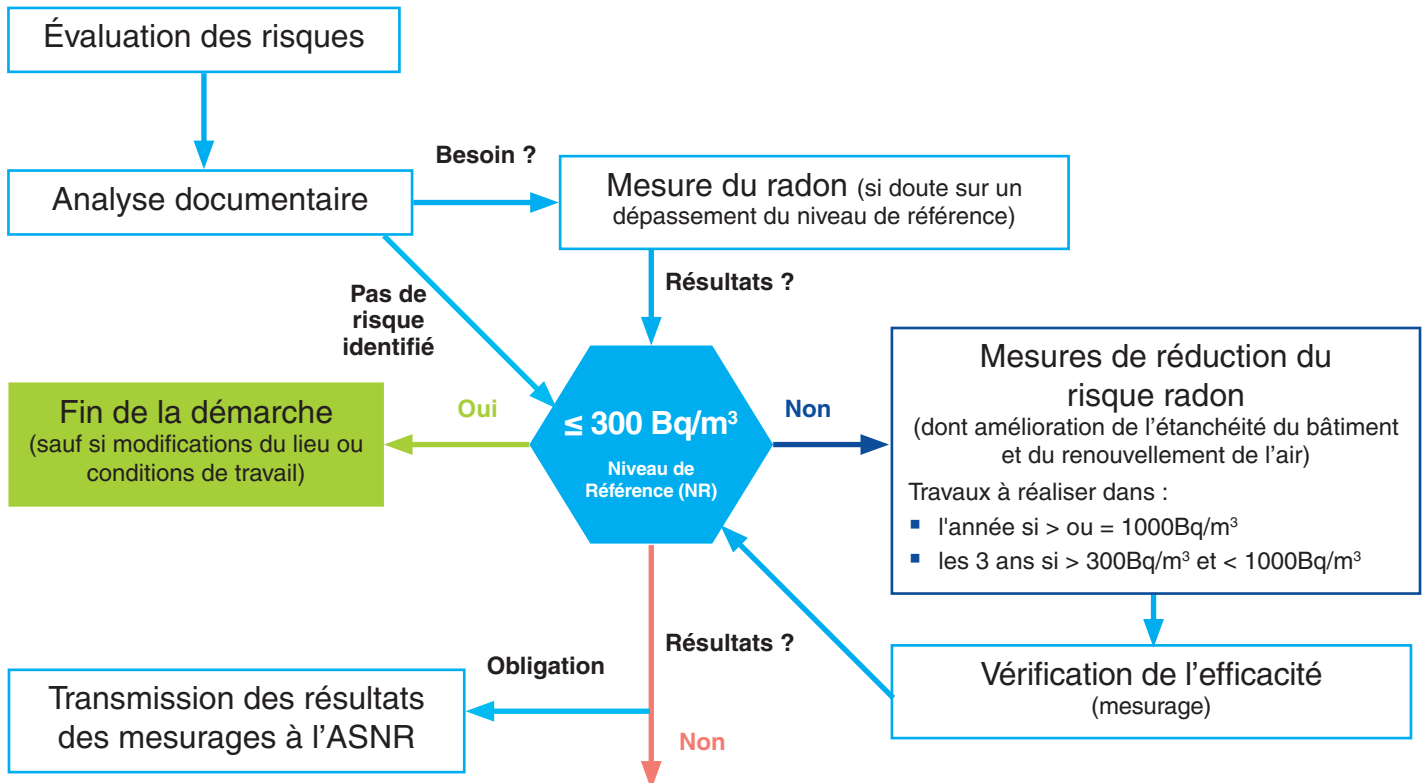 Évaluation des risques
Analyse documentaire
Besoin ?
Mesure du radon (si doute sur un
dépassement du niveau de référence)
Pas de
risque
identifié
Résultats ?
Fin de la démarche
(sauf si modifications du lieu ou
conditions de travail)
Oui
≤ 300 Bq/m³
Niveau de
Référence (NR)
Non
Mesures de réduction du
risque radon
(dont amélioration de l’étanchéité du bâtiment
et du renouvellement de l’air)
Travaux à réaliser dans :
■ l'année si > ou = 1000Bq/m³
■ les 3 ans si > 300Bq/m³ et < 1000Bq/m³
Vérification de l’efficacité
(mesurage)
Résultats ?
Obligation
Transmission des résultats
des mesurages à l’ASNR
Non